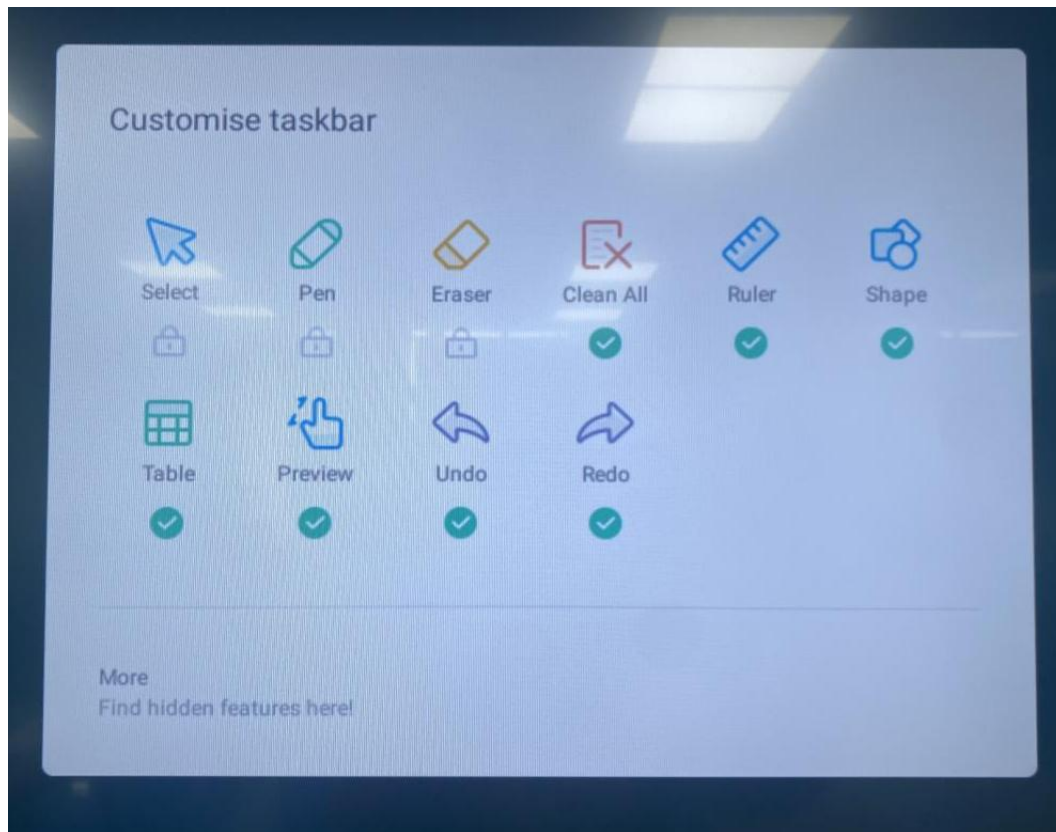 Customise taskbar
Select Pen Eraser Clean All Ruler Shape
Table Preview Undo Redo
More
Find hidden features here!